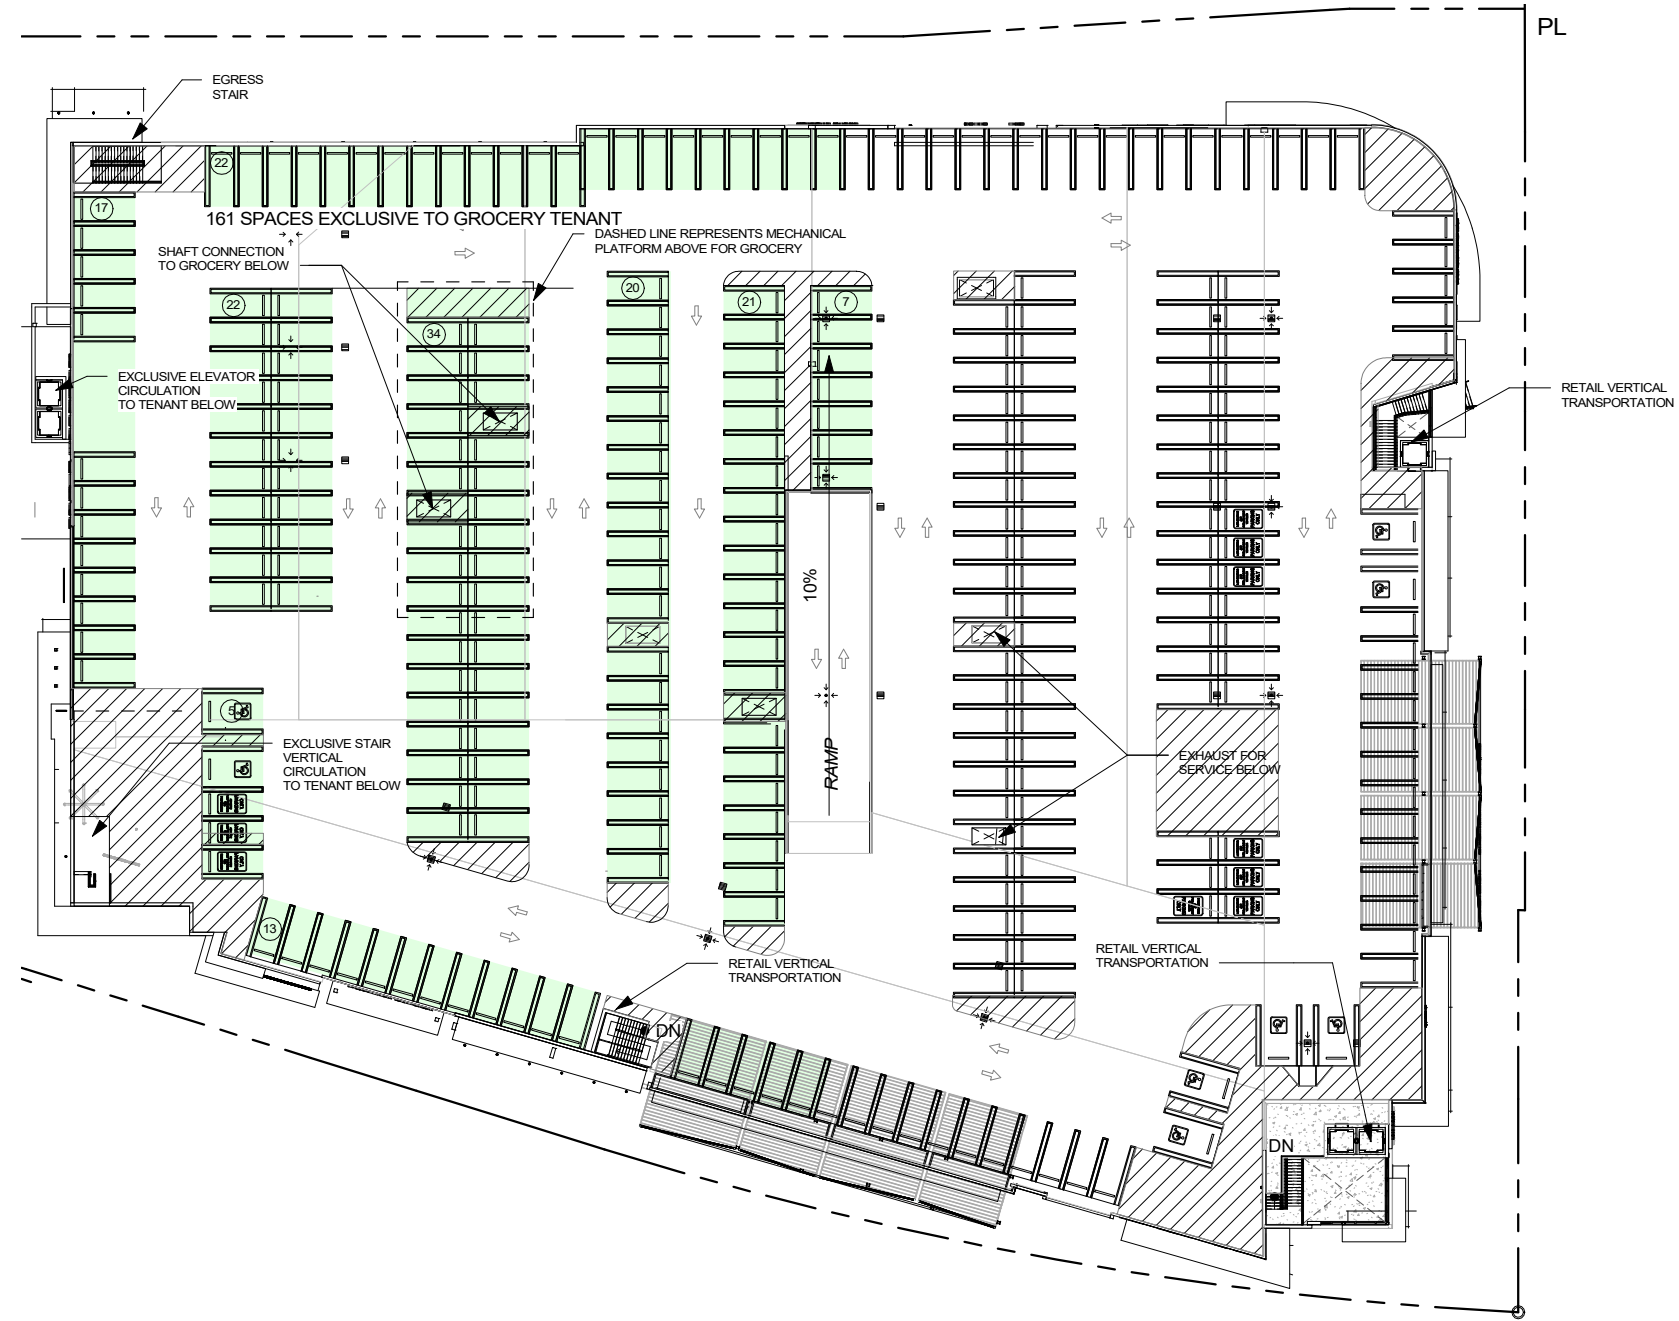 PL
EGRESS
STAIR
22
17
161 SPACES EXCLUSIVE TO GROCERY TENANT
DASHED LINE REPRESENTS MECHANICAL
PLATFORM ABOVE FOR GROCERY
SHAFT CONNECTION
TO GROCERY BELOW
20
22
21
7
34
EXCLUSIVE ELEVATOR
CIRCULATION
TO TENANT BELOW
RETAIL VERTICAL
TRANSPORTATION
10%
RAMP
5
EXCLUSIVE STAIR
VERTICAL
CIRCULATION
TO TENANT BELOW
EXHAUST FOR
SERVICE BELOW
13
RETAIL VERTICAL
TRANSPORTATION
RETAIL VERTICAL
TRANSPORTATION
DN
DN